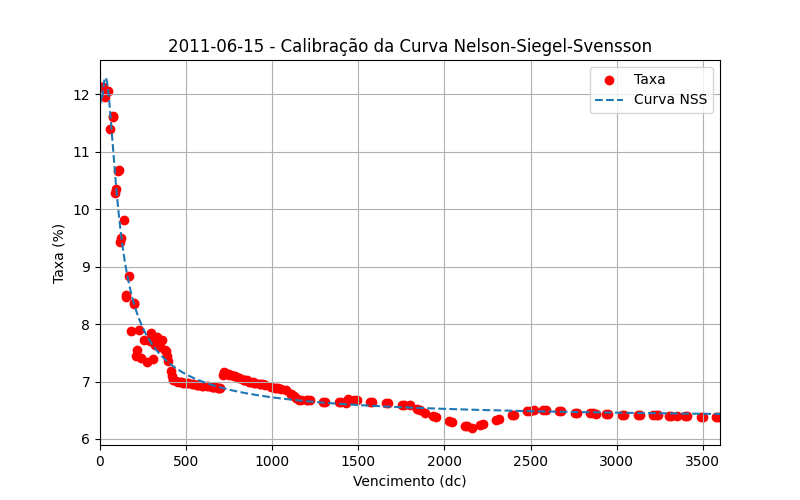 2011-06-15 - Calibração da Curva Nelson-Siegel-Svensson
Taxa
Curva NSS
12
11
10
9
8
7
6
Taxa (%)
0 500 1000 1500 2000 2500 3000 3500
Vencimento (dc)